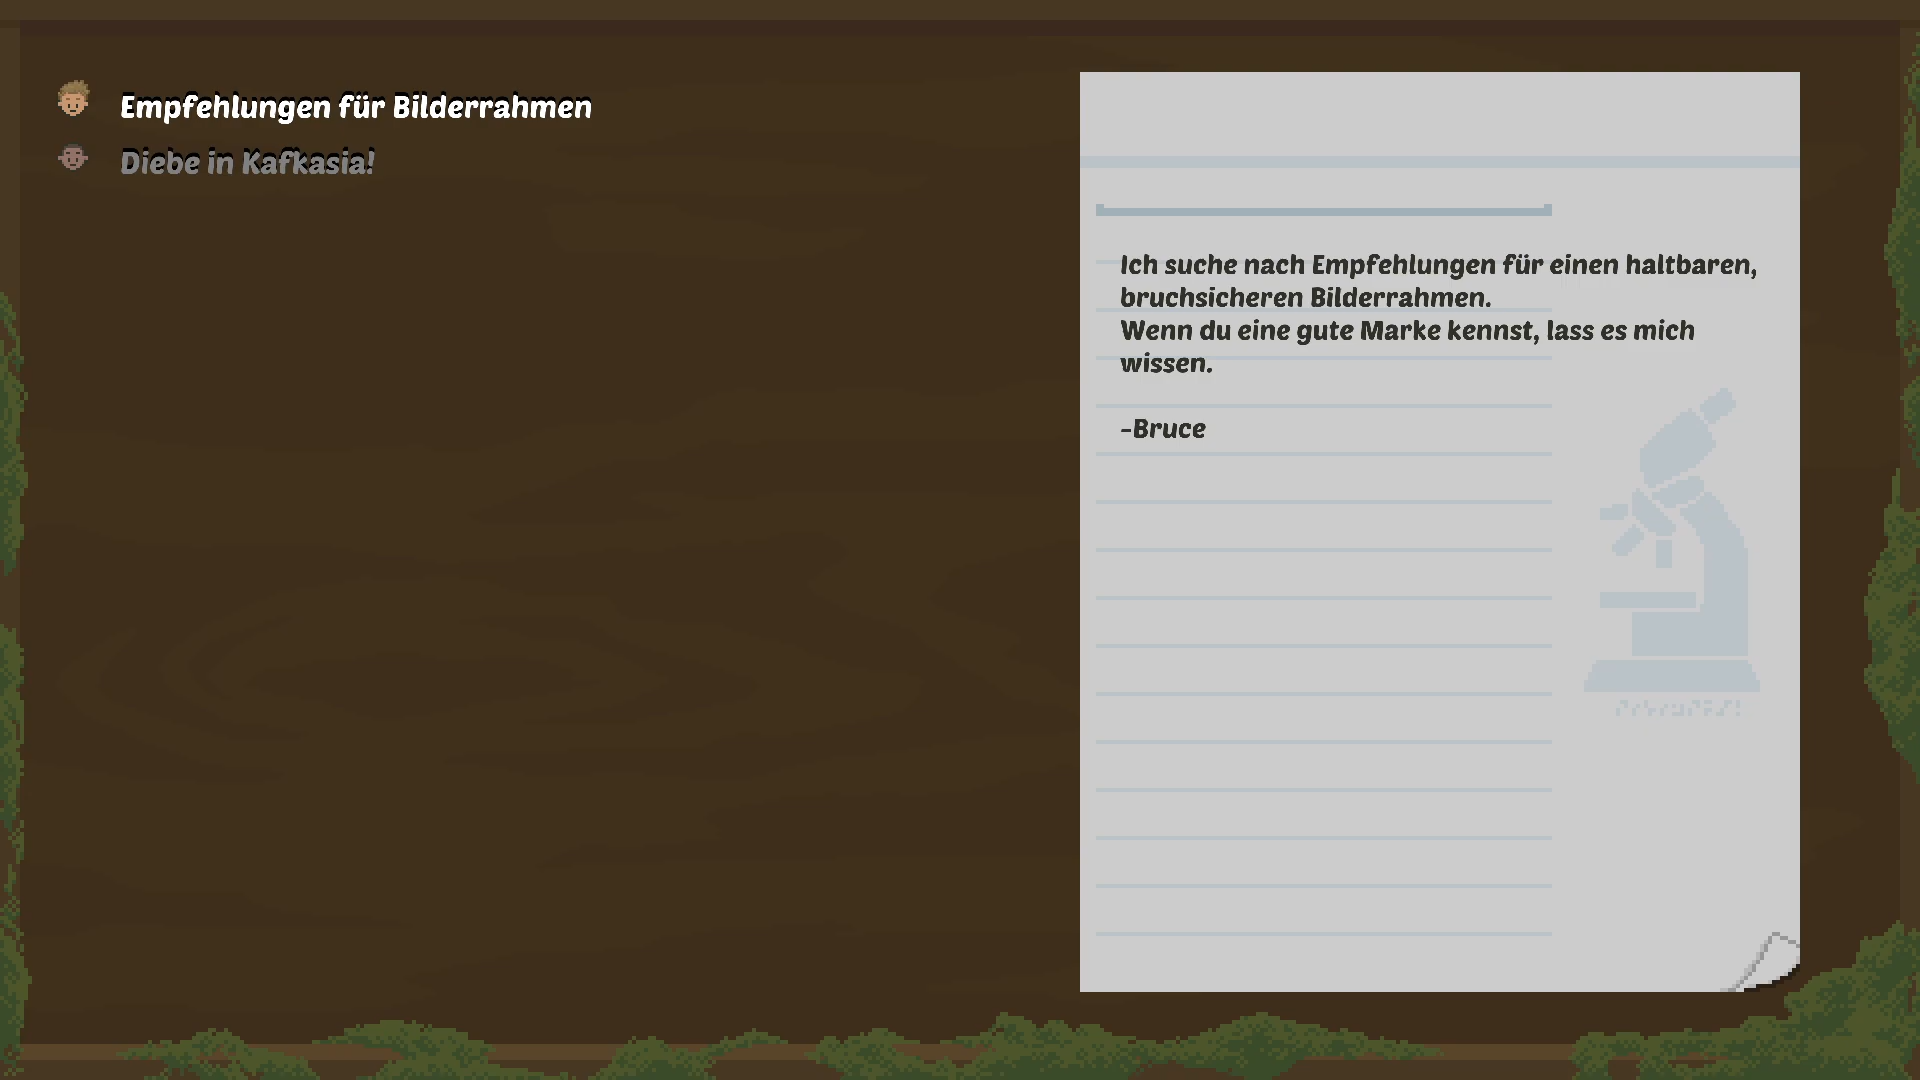 Empfehlungen für Bilderrahmen
Diebe in Kafkasia!
Ich suche nach Empfehlungen für einen haltbaren,
bruchsicheren Bilderrahmen.
Wenn du eine gute Marke kennst, lass es mich
wissen.
-Bruce